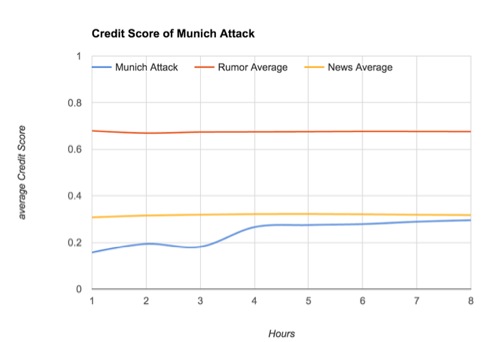 Credit Score of Munich Attack
1
Munich Attack Rumor Average News Average
0.8
0.6
average Credit Score
0.4
0.2
0
1 2 3 4 5 6 7 8
Hours